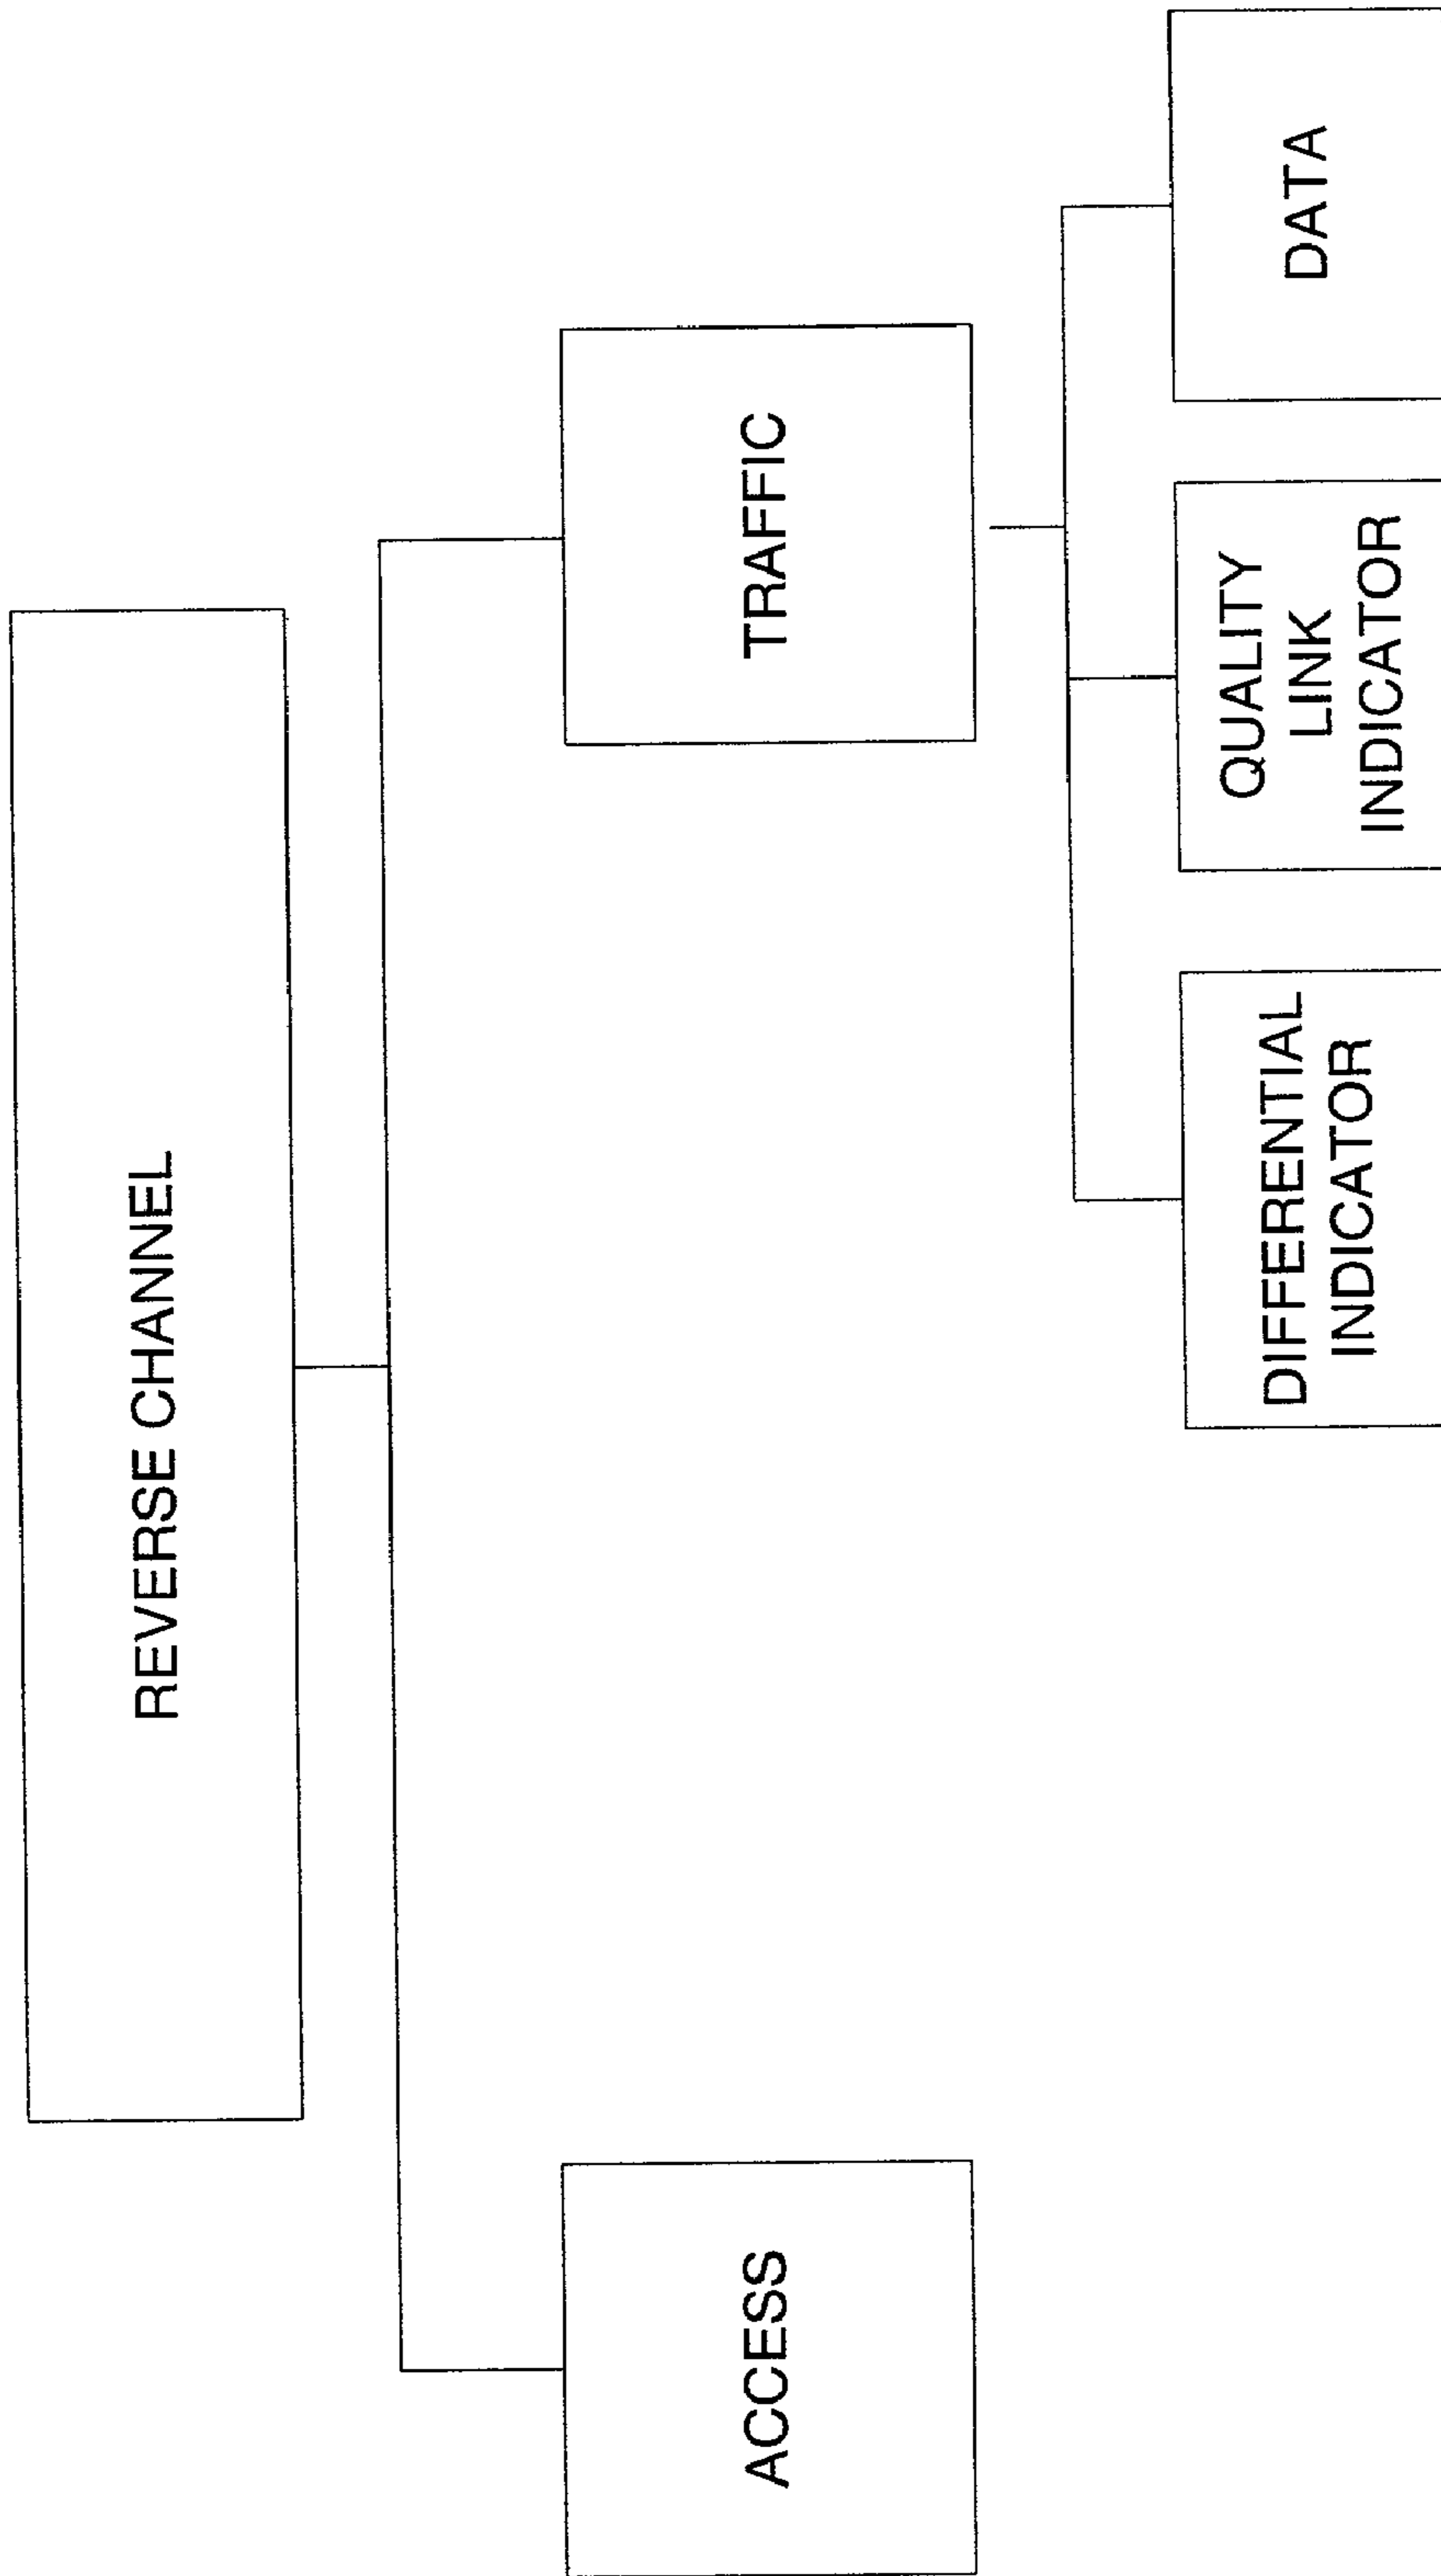 REVERSE CHANNEL
ACCESS
TRAFFIC
DIFFERENTIAL
INDICATOR
QUALITY
LINK
INDICATOR
DATA